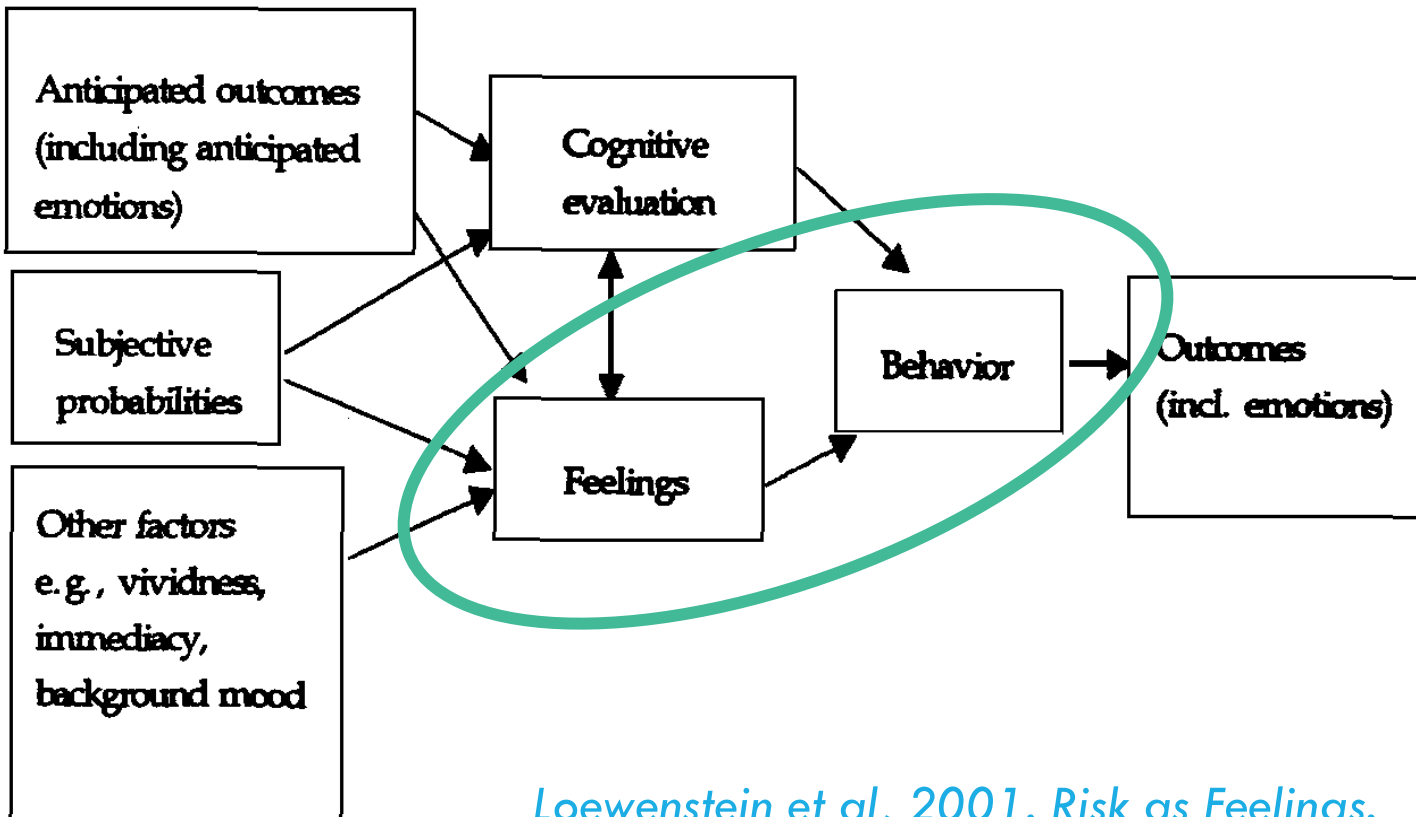 Anticipated outcomes
(including anticipated
emotions)
Subjective
probabilities
Other factors
e.g., vividness,
immediacy,
background mood
Cognitive
evaluation
Feelings
Behavior
Outcomes
(incl. emotions)
Loewenstein et al. 2001. Risk as Feelings.